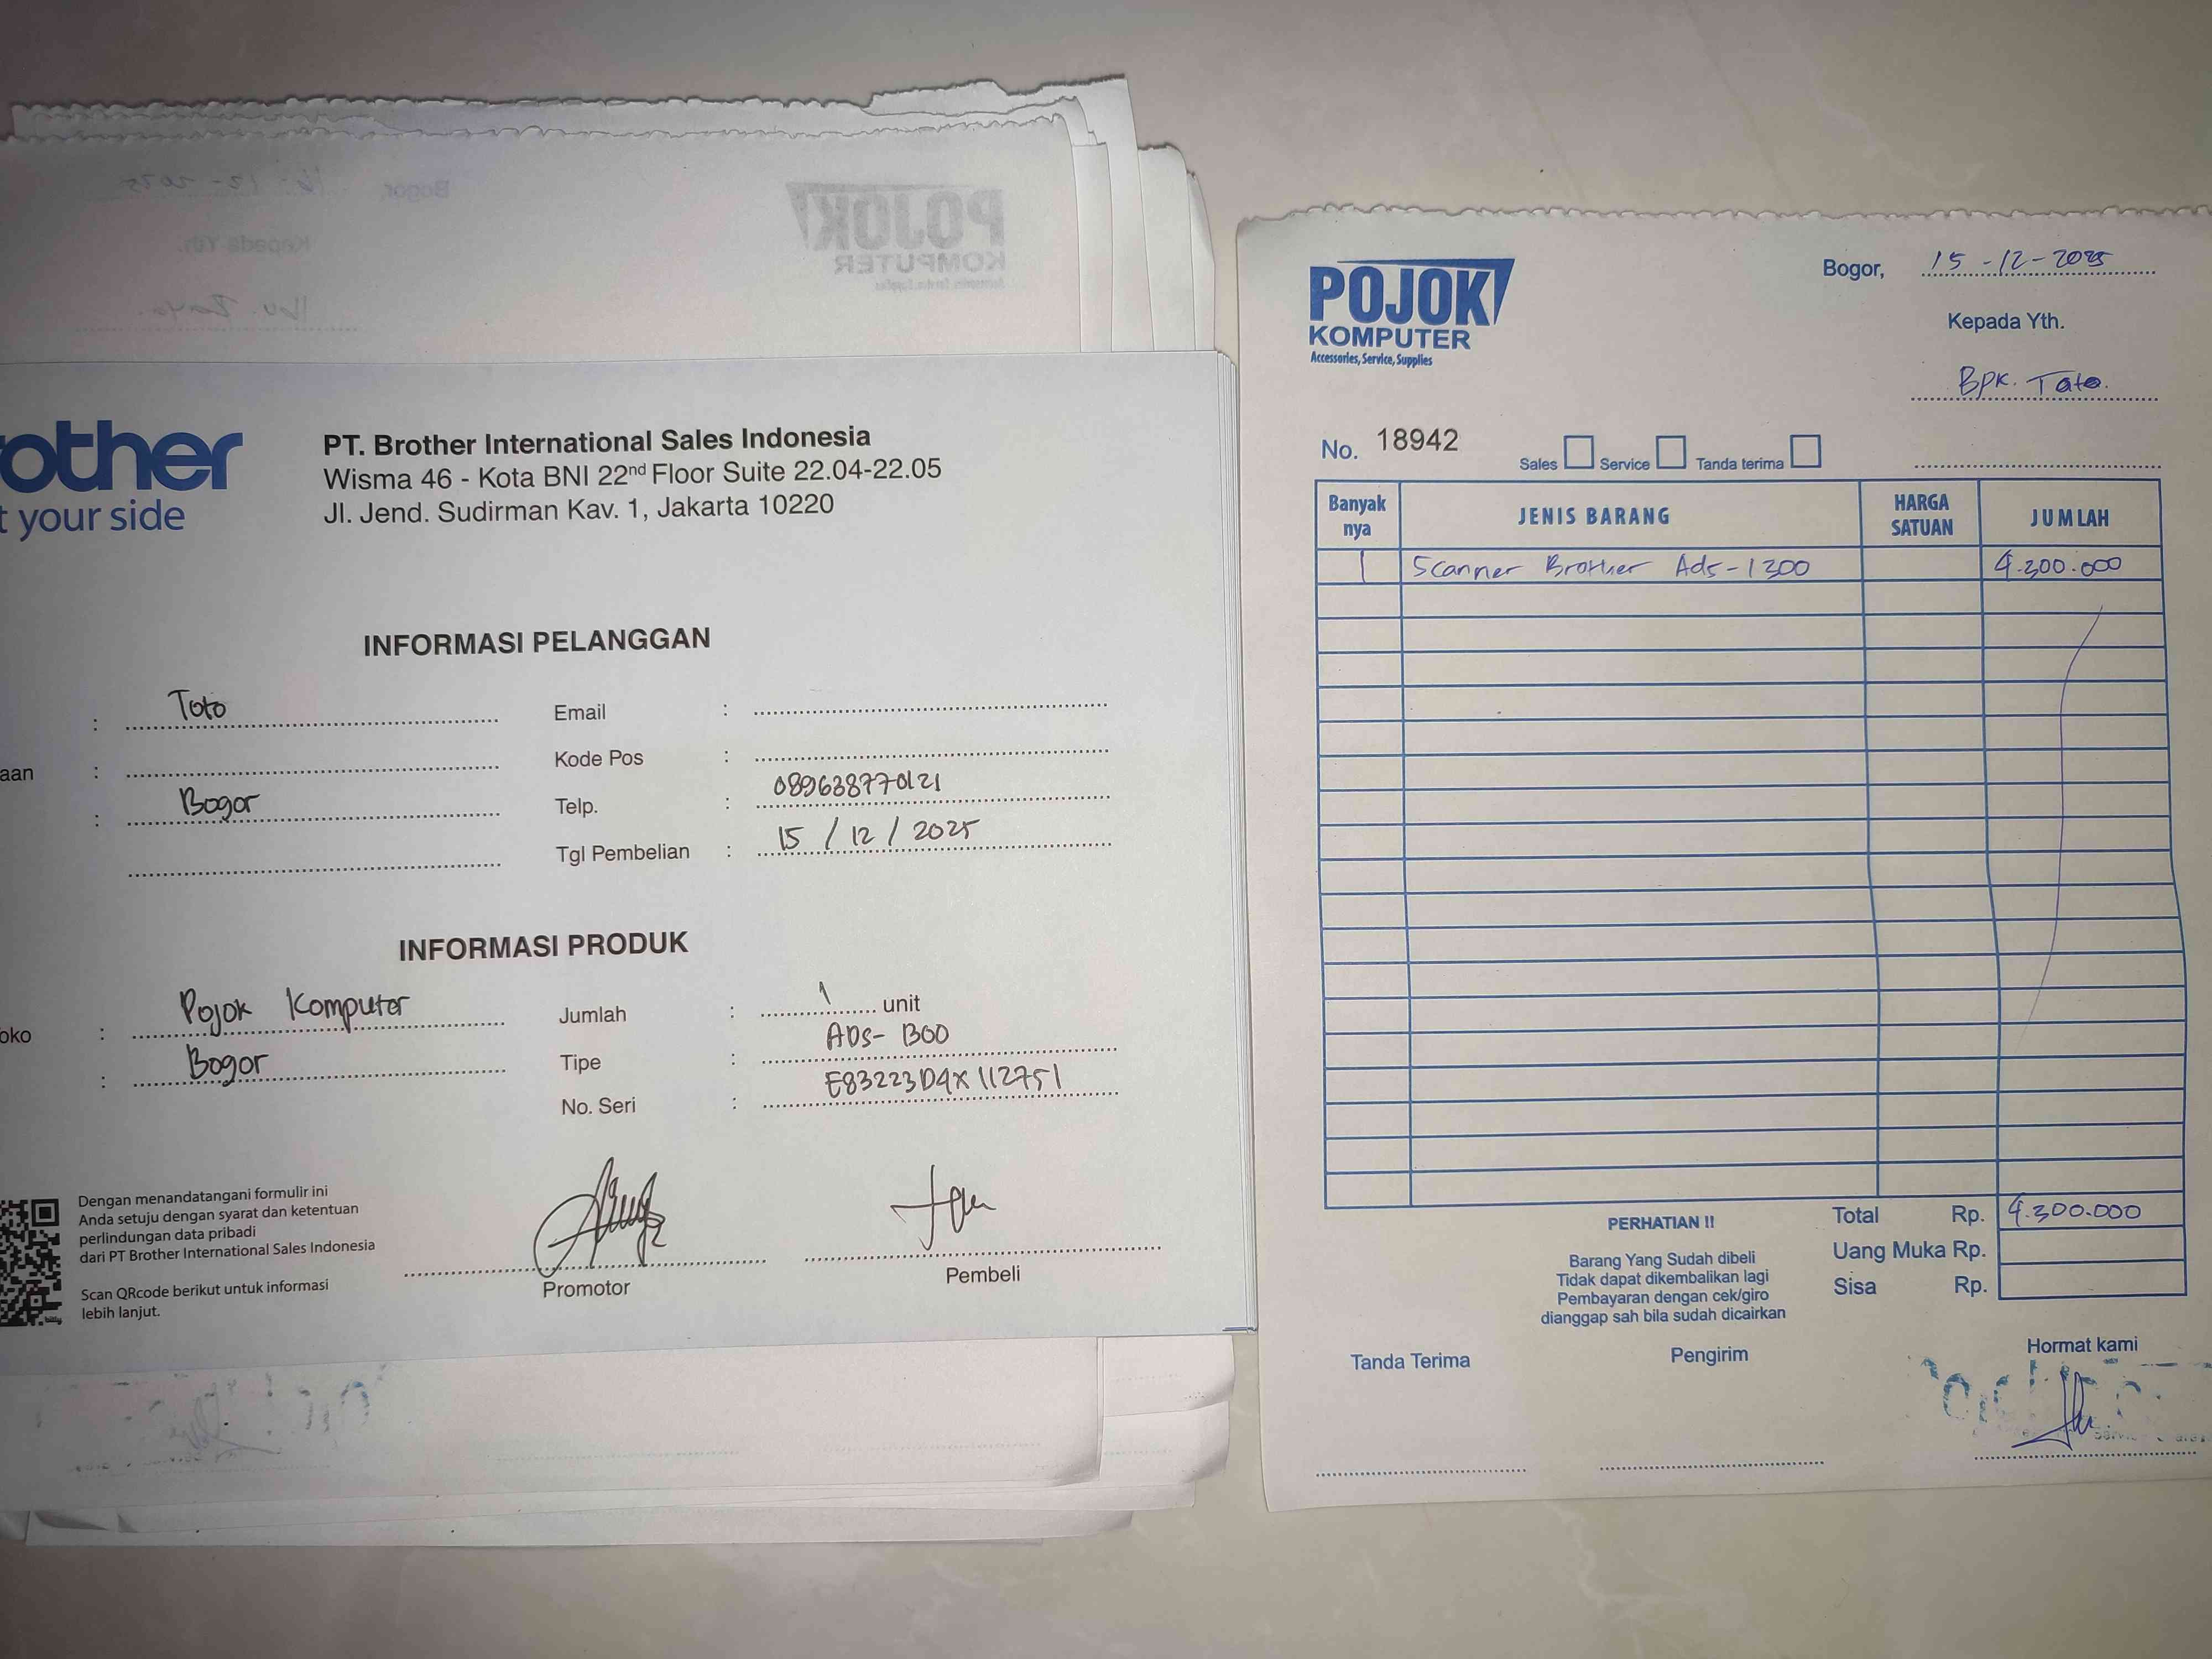 other
t your side
PT. Brother International Sales Indonesia
Wisma 46 - Kota BNI 22nd Floor Suite 22.04-22.05
Jl. Jend. Sudirman Kav. 1, Jakarta 10220
INFORMASI PELANGGAN
: Toto
Email :
aan :
Kode Pos :
: Bogor
Telp. : 089638770121
Tgl Pembelian : 15 / 12 / 2025
INFORMASI PRODUK
oko : Pojok Komputer
Jumlah : 1 unit
: Bogor
Tipe : ADS-1300
No. Seri : E83223D4X112751
Dengan menandatangani formulir ini
Anda setuju dengan syarat dan ketentuan
perlindungan data pribadi
dari PT Brother International Sales Indonesia
Scan QRcode berikut untuk informasi
lebih lanjut.
Promotor
Pembeli
POJOK
KOMPUTER
Accessories, Service, Supplies
Bogor, 15-12-2025
Kepada Yth.
Bpk. Toto.
No. 18942
Sales Service Tanda terima
Banyak nya JENIS BARANG HARGA SATUAN JUMLAH
1 Scanner Brother Ads-1300 4.300.000
PERHATIAN !!
Barang Yang Sudah dibeli
Tidak dapat dikembalikan lagi
Pembayaran dengan cek/giro
dianggap sah bila sudah dicairkan
Total Rp. 4.300.000
Uang Muka Rp.
Sisa Rp.
Tanda Terima
Pengirim
Hormat kami